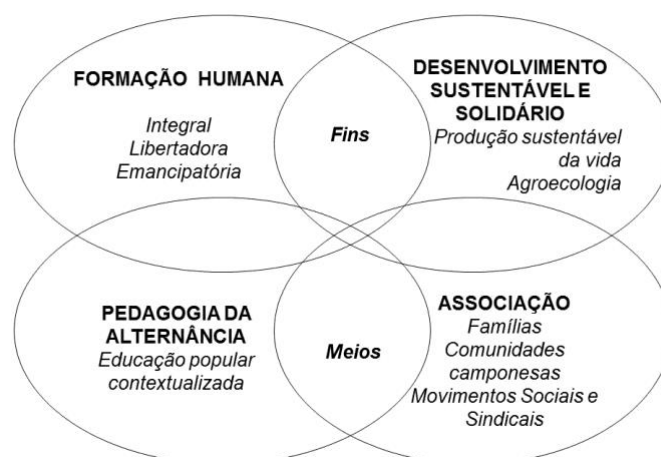 FORMAÇÃO HUMANA
Integral
Libertadora
Emancipatória
Fins
DESENVOLVIMENTO
SUSTENTÁVEL E
SOLIDÁRIO
Produção sustentável
da vida
Agroecologia
PEDAGOGIA DA
ALTERNÂNCIA
Educação popular
contextualizada
Meios
ASSOCIAÇÃO
Famílias
Comunidades
camponesas
Movimentos Sociais e
Sindicais